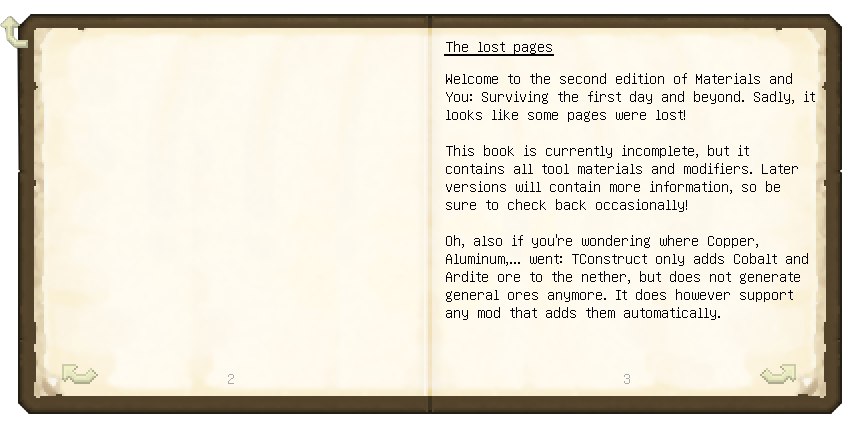 The lost pages
Welcome to the second edition of Materials and
You: Surviving the first day and beyond. Sadly, it
looks like some pages were lost!
This book is currently incomplete, but it
contains all tool materials and modifiers. Later
versions will contain more information, so be
sure to check back occasionally!
Oh, also if you're wondering where Copper,
Aluminum,... went: TConstruct only adds Cobalt and
Ardite ore to the nether, but does not generate
general ores anymore. It does however support
any mod that adds them automatically.
2
3